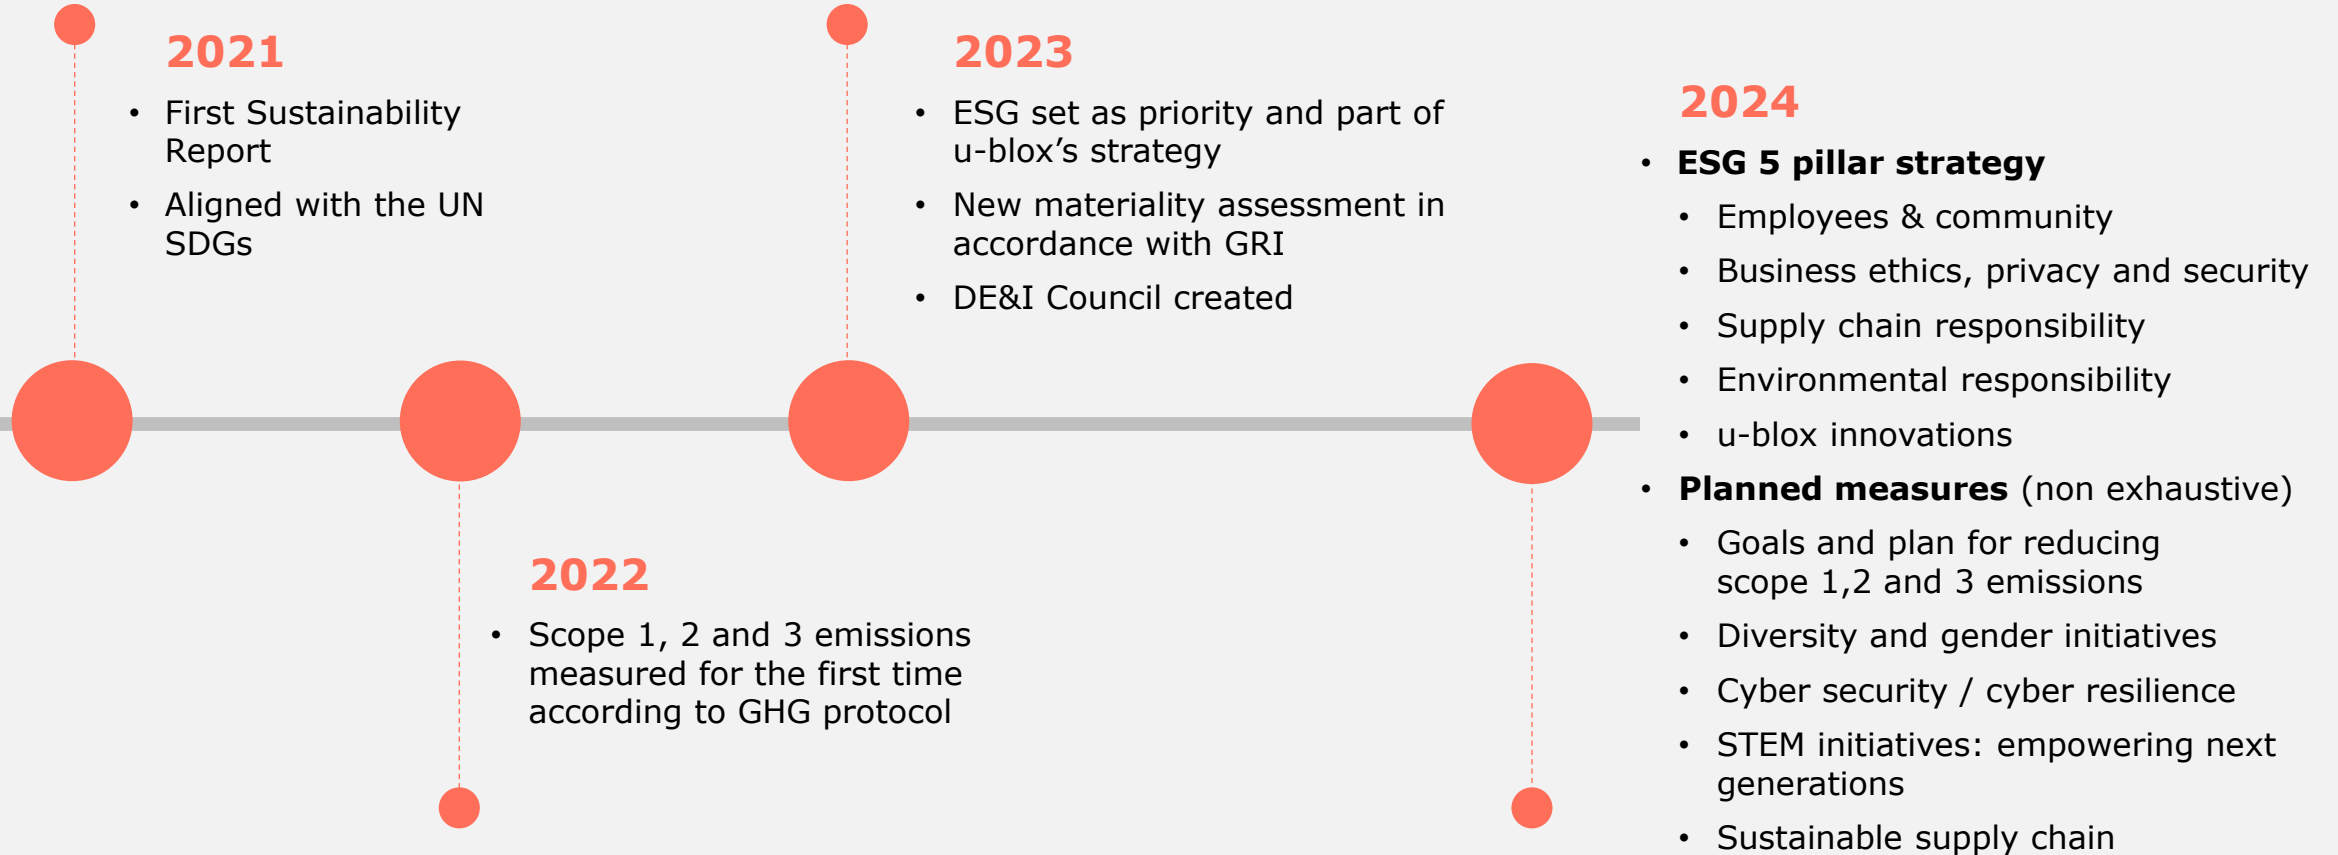 2021
• First Sustainability
Report
• Aligned with the UN
SDGs
2022
• Scope 1, 2 and 3 emissions
measured for the first time
according to GHG protocol
2023
• ESG set as priority and part of
u-blox’s strategy
• New materiality assessment in
accordance with GRI
• DE&I Council created
2024
• ESG 5 pillar strategy
• Employees & community
• Business ethics, privacy and security
• Supply chain responsibility
• Environmental responsibility
• u-blox innovations
• Planned measures (non exhaustive)
• Goals and plan for reducing
scope 1,2 and 3 emissions
• Diversity and gender initiatives
• Cyber security / cyber resilience
• STEM initiatives: empowering next
generations
• Sustainable supply chain